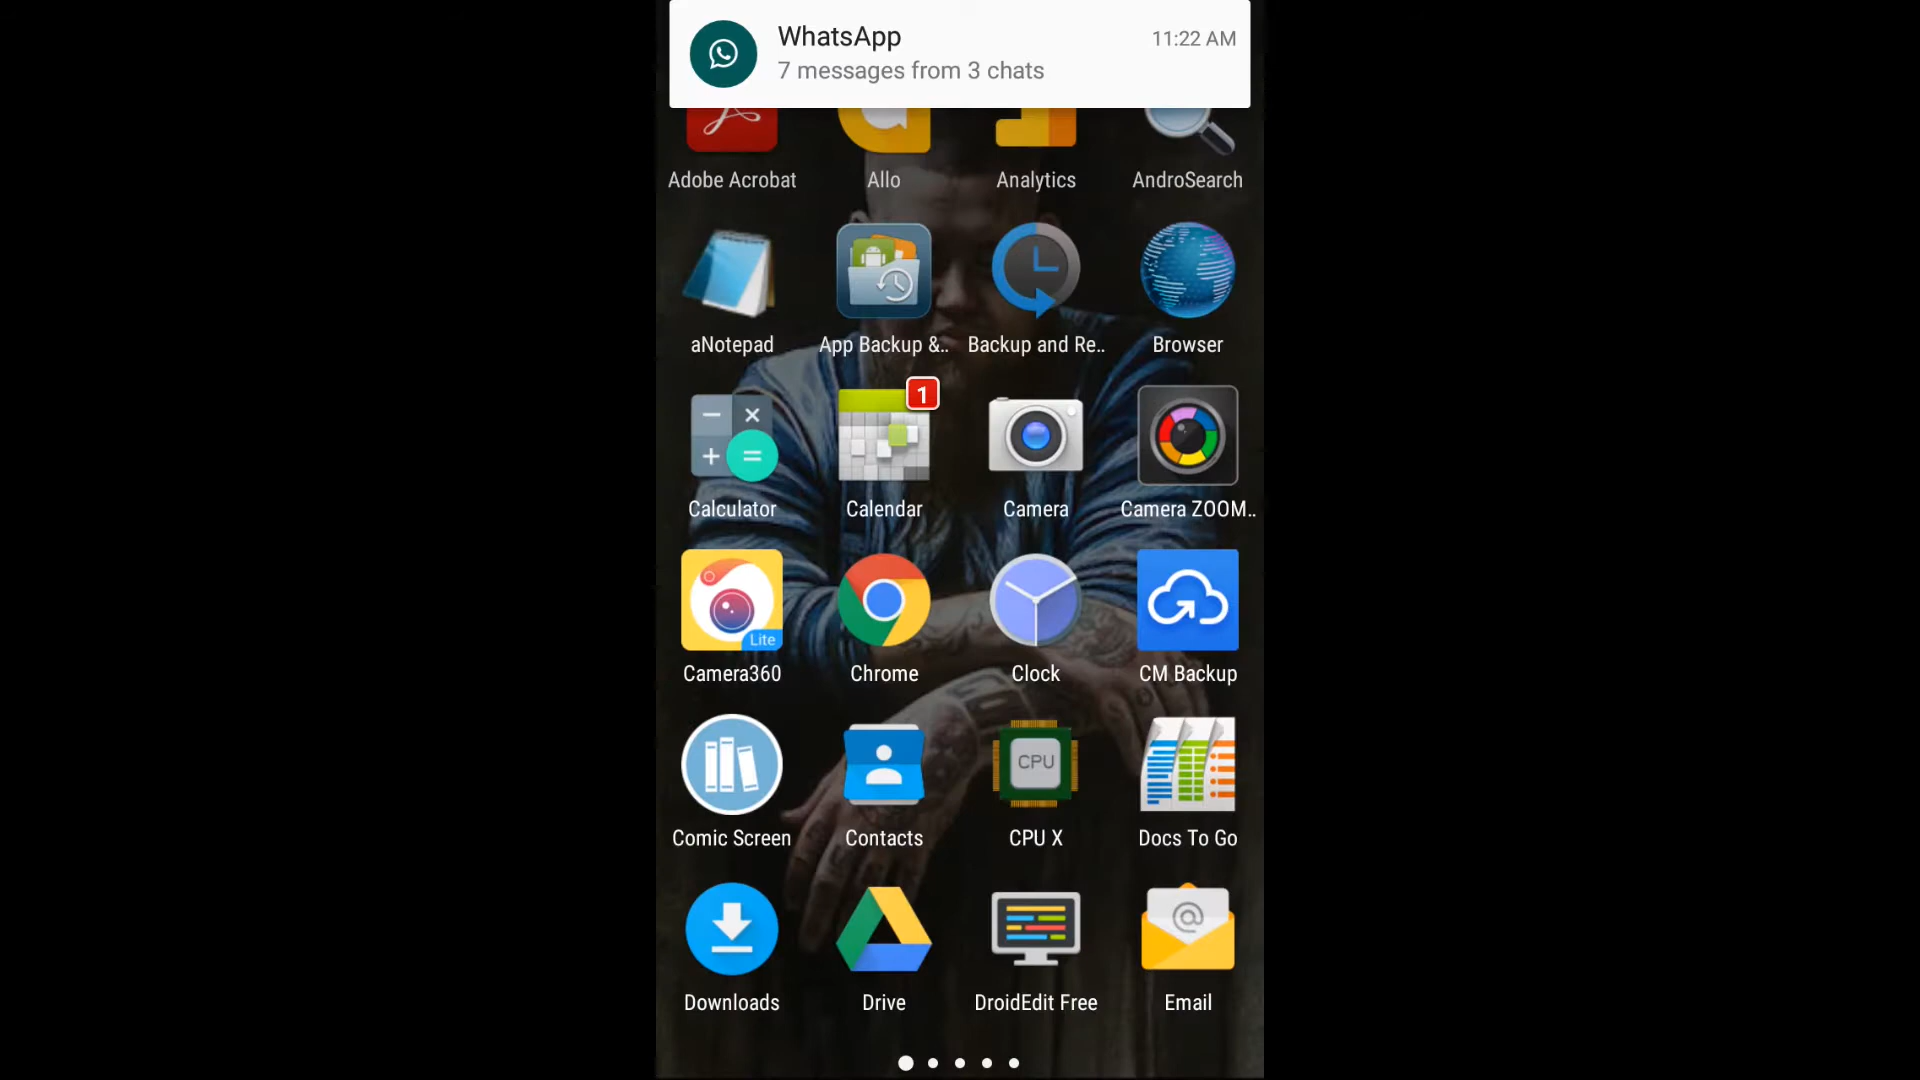 WhatsApp 11:22 AM
7 messages from 3 chats
Adobe Acrobat Allo Analytics AndroSearch
aNotepad App Backup &.. Backup and Re.. Browser
1
Calculator Calendar Camera Camera ZOOM..
Lite
Camera360 Chrome Clock CM Backup
CPU
Comic Screen Contacts CPU X Docs To Go
Downloads Drive DroidEdit Free Email